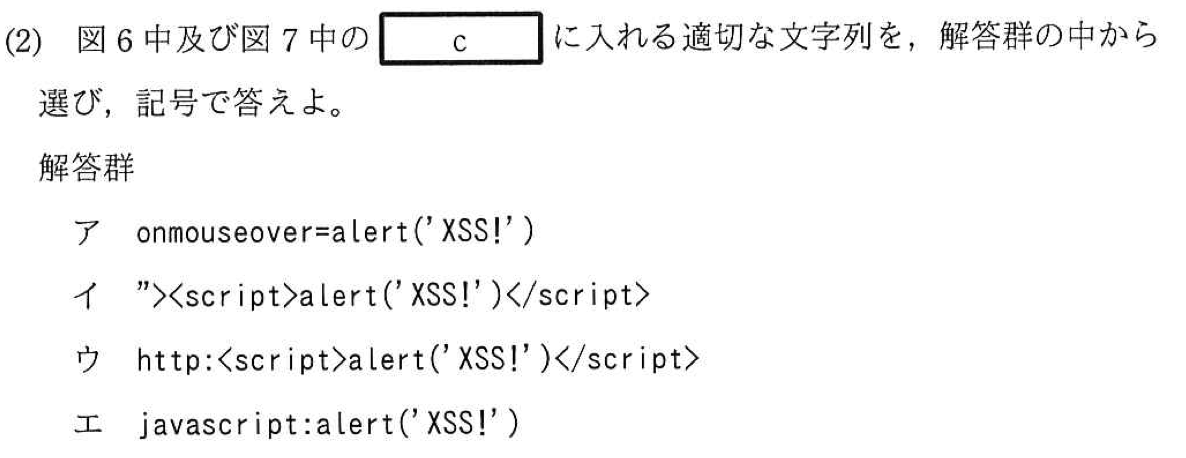 (2) 図6中及び図7中の c に入れる適切な文字列を，解答群の中から
選び，記号で答えよ。
解答群
ア onmouseover=alert('XSS!')
イ ”><script>alert('XSS!')</script>
ウ http:<script>alert('XSS!')</script>
エ javascript:alert('XSS!')